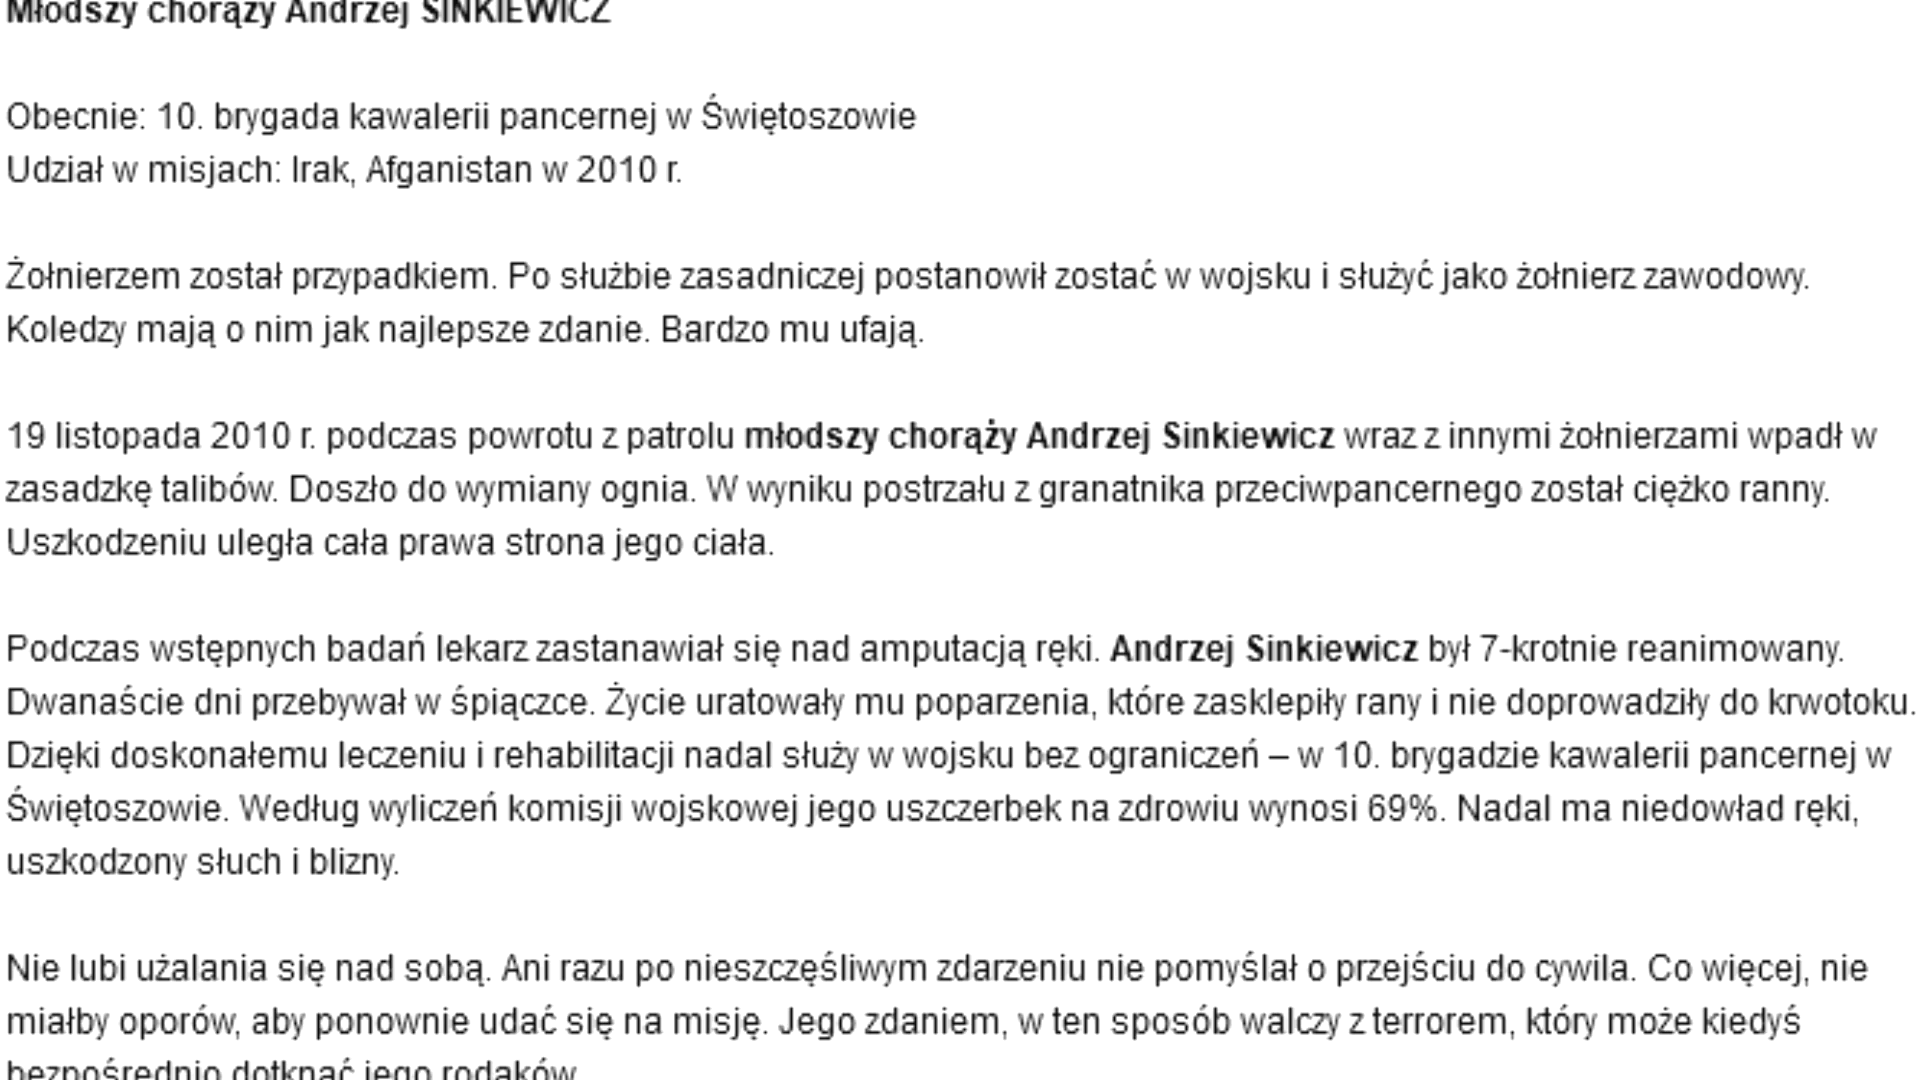 Młodszy chorąży Andrzej SINKIEWICZ
Obecnie: 10. brygada kawalerii pancernej w Świętoszowie
Udział w misjach: Irak, Afganistan w 2010 r.
Żołnierzem został przypadkiem. Po służbie zasadniczej postanowił zostać w wojsku i służyć jako żołnierz zawodowy.
Koledzy mają o nim jak najlepsze zdanie. Bardzo mu ufają.
19 listopada 2010 r. podczas powrotu z patrolu młodszy chorąży Andrzej Sinkiewicz wraz z innymi żołnierzami wpadł w
zasadzkę talibów. Doszło do wymiany ognia. W wyniku postrzału z granatnika przeciwpancernego został ciężko ranny.
Uszkodzeniu uległa cała prawa strona jego ciała.
Podczas wstępnych badań lekarz zastanawiał się nad amputacją ręki. Andrzej Sinkiewicz był 7-krotnie reanimowany.
Dwanaście dni przebywał w śpiączce. Życie uratowały mu poparzenia, które zasklepiły rany i nie doprowadziły do krwotoku.
Dzięki doskonałemu leczeniu i rehabilitacji nadal służy w wojsku bez ograniczeń – w 10. brygadzie kawalerii pancernej w
Świętoszowie. Według wyliczeń komisji wojskowej jego uszczerbek na zdrowiu wynosi 69%. Nadal ma niedowład ręki,
uszkodzony słuch i blizny.
Nie lubi użalania się nad sobą. Ani razu po nieszczęśliwym zdarzeniu nie pomyślał o przejściu do cywila. Co więcej, nie
miałby oporów, aby ponownie udać się na misję. Jego zdaniem, w ten sposób walczy z terrorem, który może kiedyś
bezpośrednio dotknąć jego rodaków.